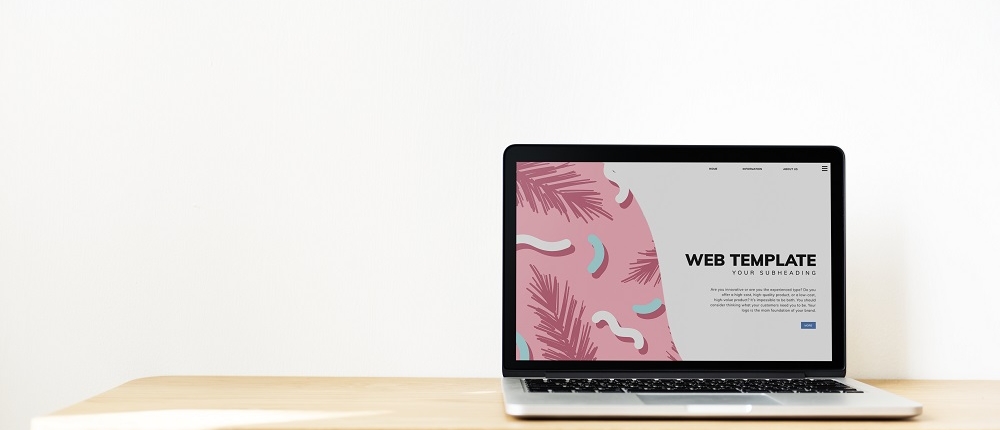 HOME INFORMATION ABOUT US
WEB TEMPLATE
YOUR SUBHEADING
Are you innovative or are you the experienced type? Do you
offer a high-cost, high quality product, or a low-cost,
high-value product? It's impossible to be both. You should
consider thinking what your customers need you to be. Your
logo is the main foundation of your brand.
MORE